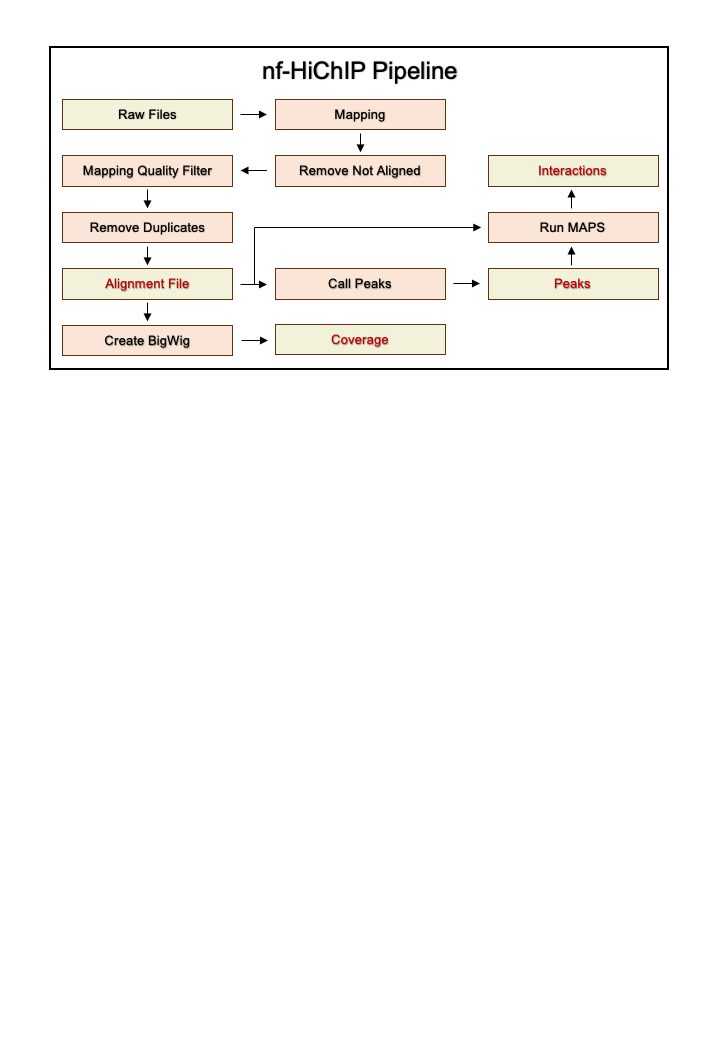 nf-HiChIP Pipeline
Raw Files
Mapping
Mapping Quality Filter
Remove Not Aligned
Interactions
Remove Duplicates
Run MAPS
Alignment File
Call Peaks
Peaks
Create BigWig
Coverage